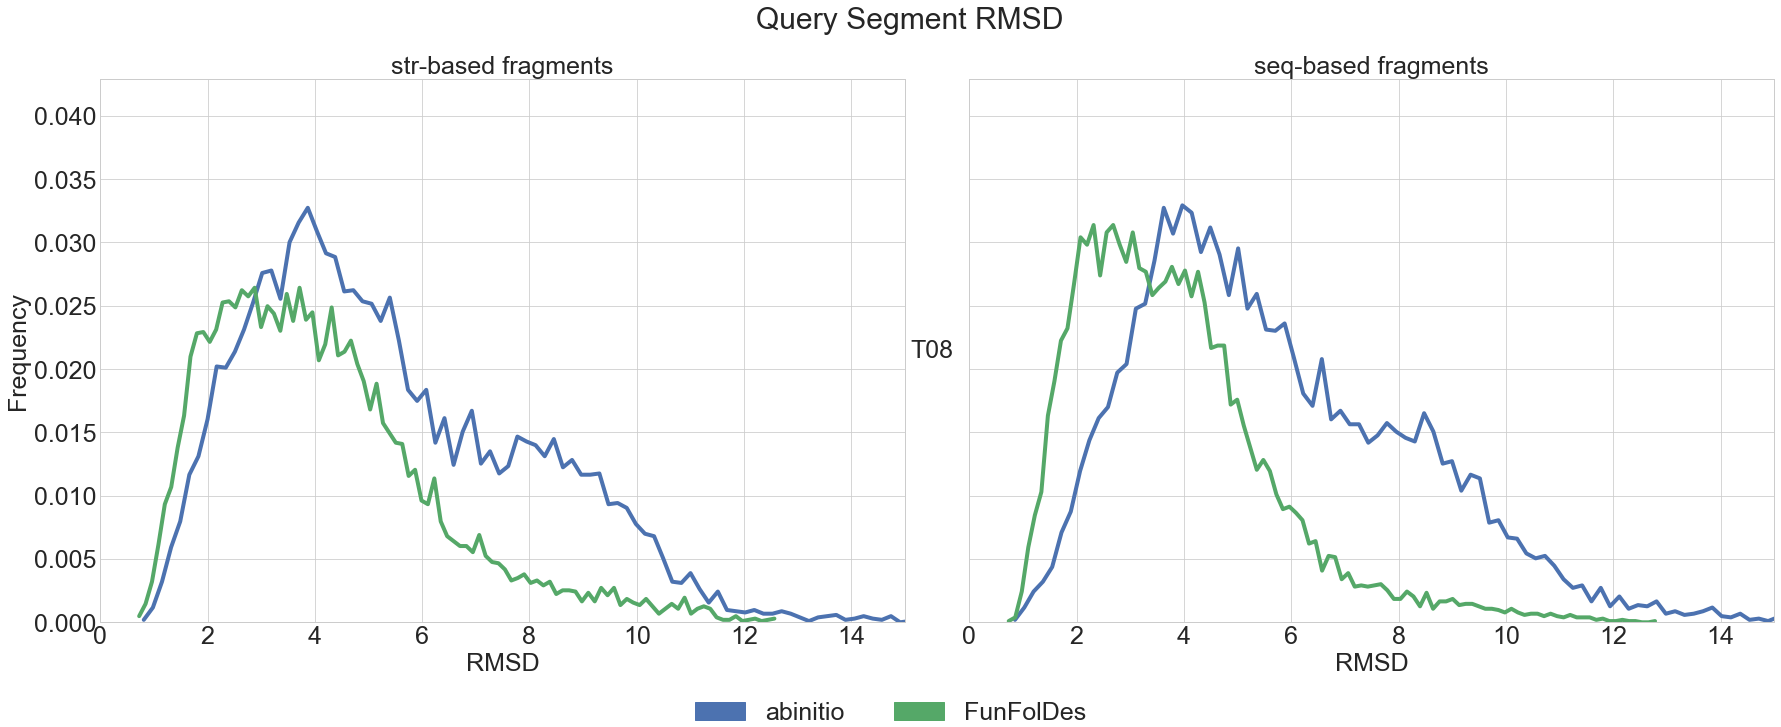 Query Segment RMSD
str-based fragments
seq-based fragments
Frequency
0.040
0.035
0.030
0.025
0.020
0.015
0.010
0.005
0.000
0 2 4 6 8 10 12 14
RMSD
T08
0 2 4 6 8 10 12 14
RMSD
abinitio
FunFolDes